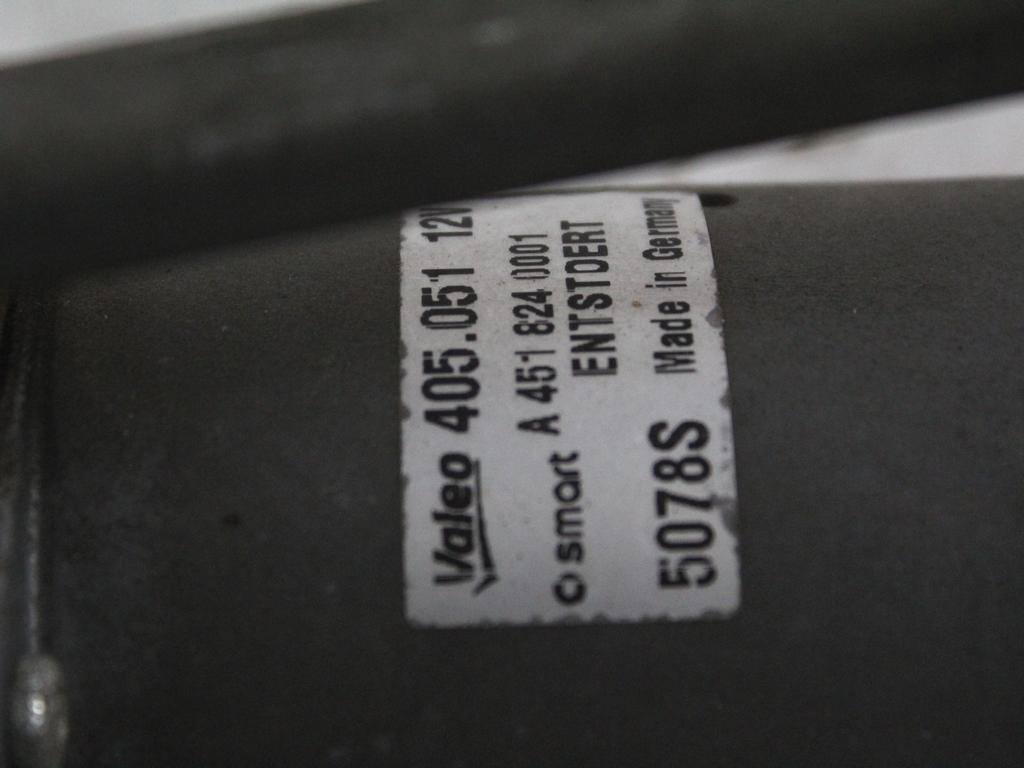 Valeo 405.051 12V
smart A 451 824 0001
ENTSTOERT
5078S Made in Germany